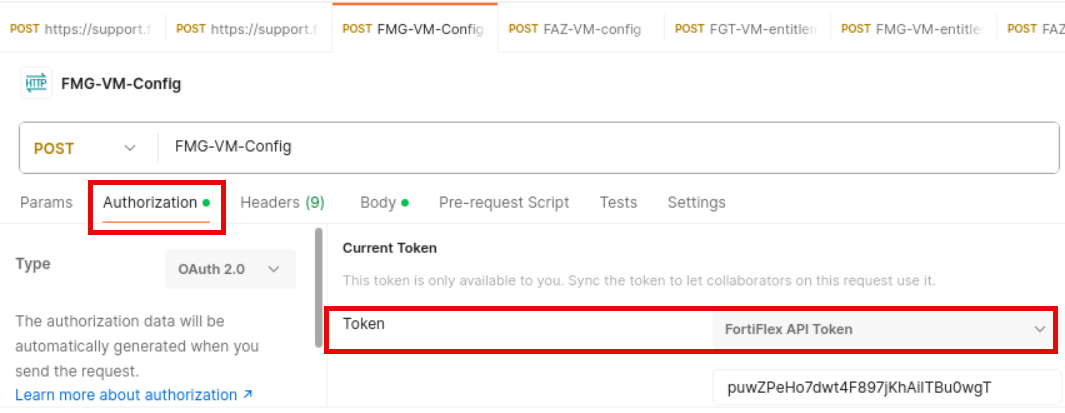 POST https://support.f POST https://support.f POST FMG-VM-Config POST FAZ-VM-config POST FGT-VM-entitlen POST FMG-VM-entitle POST FAZ
HTTP FMG-VM-Config
POST FMG-VM-Config
Params Authorization Headers (9) Body Pre-request Script Tests Settings
Type OAuth 2.0
The authorization data will be
automatically generated when you
send the request.
Learn more about authorization ↗
Current Token
This token is only available to you. Sync the token to let collaborators on this request use it.
Token FortiFlex API Token
puwZPeHo7dwt4F897jKhAilTBu0wgT